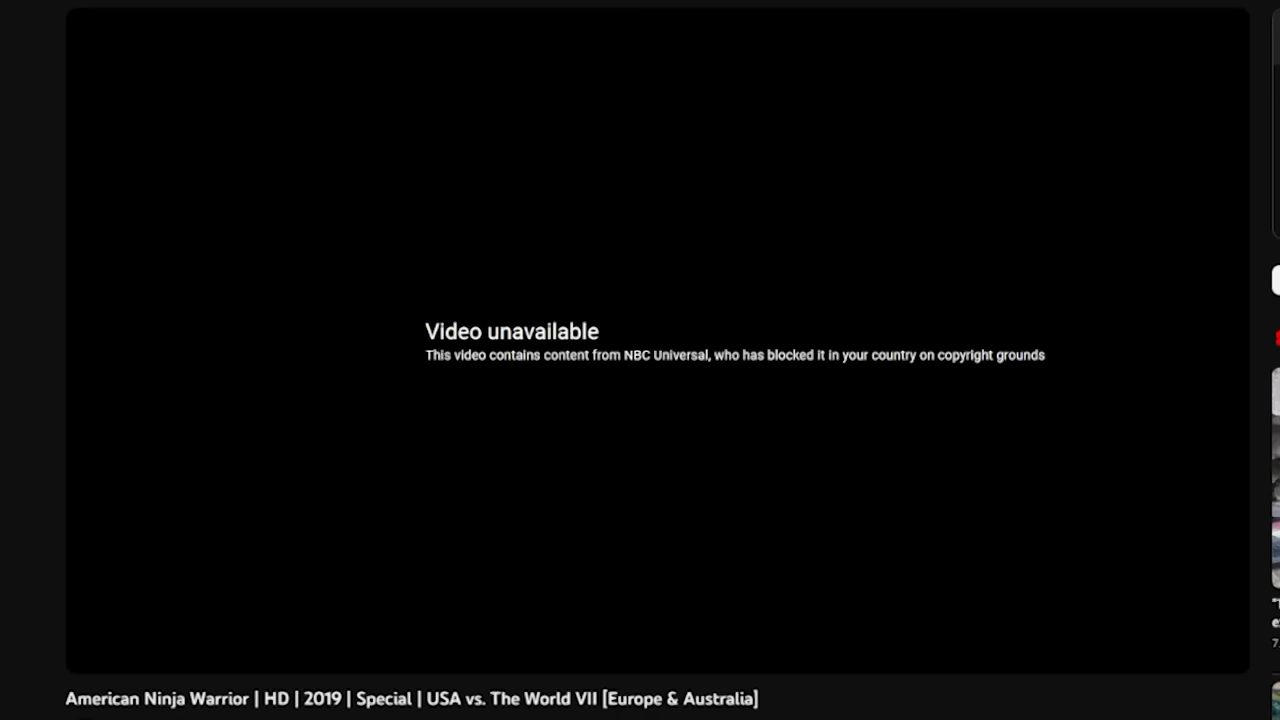 Video unavailable
This video contains content from NBC Universal, who has blocked it in your country on copyright grounds
American Ninja Warrior | HD | 2019 | Special | USA vs. The World VII [Europe & Australia]